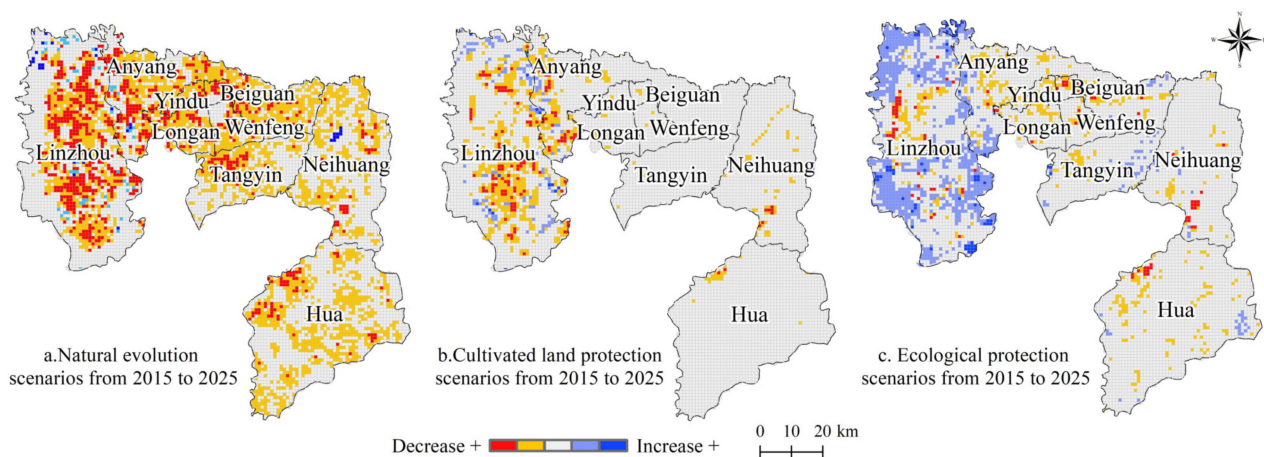 Anyang
Yindu
Beiguan
Longan
Wenfeng
Linzhou
Tangyin
Neihuang
Hua
a.Natural evolution
scenarios from 2015 to 2025
Anyang
Yindu
Beiguan
Longan
Wenfeng
Linzhou
Tangyin
Neihuang
Hua
b.Cultivated land protection
scenarios from 2015 to 2025
N
W
E
S
Anyang
Yindu
Beiguan
Longan
Wenfeng
Linzhou
Tangyin
Neihuang
Hua
c. Ecological protection
scenarios from 2015 to 2025
Decrease + Increase +
0 10 20 km